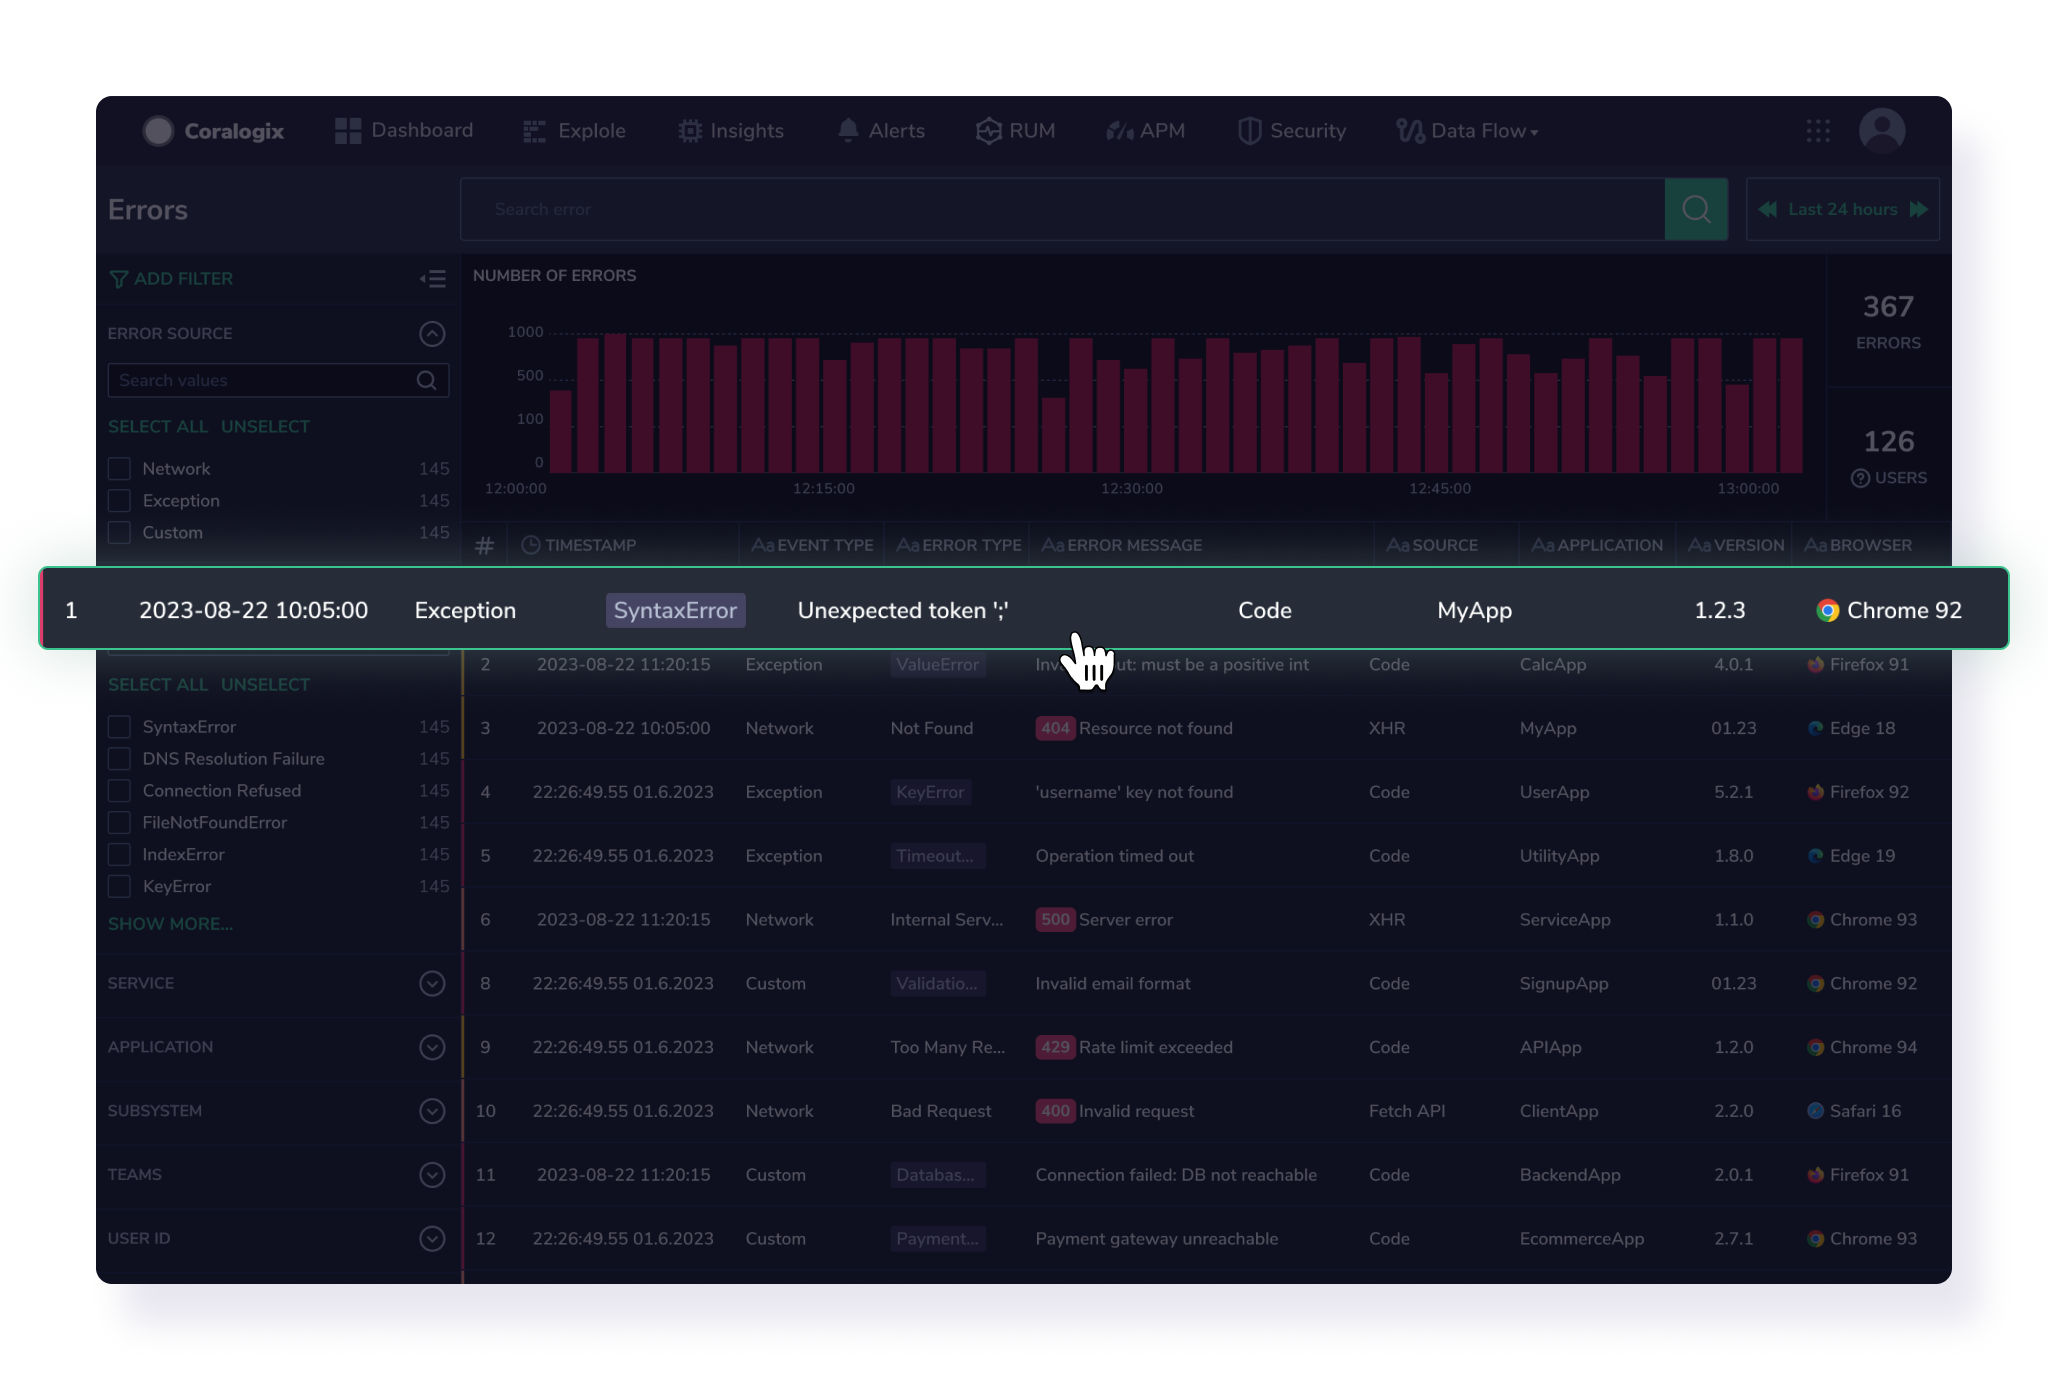 Coralogix Dashboard Explole Insights Alerts RUM APM Security Data Flow
Errors Search error Last 24 hours
ADD FILTER
ERROR SOURCE
Search values
SELECT ALL UNSELECT
Network 145
Exception 145
Custom 145
NUMBER OF ERRORS
1000
500
100
0
12:00:00 12:15:00 12:30:00 12:45:00 13:00:00
367
ERRORS
126
USERS
# TIMESTAMP Aa EVENT TYPE Aa ERROR TYPE Aa ERROR MESSAGE Aa SOURCE Aa APPLICATION Aa VERSION Aa BROWSER
1 2023-08-22 10:05:00 Exception SyntaxError Unexpected token ';' Code MyApp 1.2.3 Chrome 92
SELECT ALL UNSELECT
SyntaxError 145
DNS Resolution Failure 145
Connection Refused 145
FileNotFoundError 145
IndexError 145
KeyError 145
SHOW MORE...
SERVICE
APPLICATION
SUBSYSTEM
TEAMS
USER ID
2 2023-08-22 11:20:15 Exception ValueError must be a positive int Code CalcApp 4.0.1 Firefox 91
3 2023-08-22 10:05:00 Network Not Found 404 Resource not found XHR MyApp 01.23 Edge 18
4 22:26:49.55 01.6.2023 Exception KeyError 'username' key not found Code UserApp 5.2.1 Firefox 92
5 22:26:49.55 01.6.2023 Exception Timeout... Operation timed out Code UtilityApp 1.8.0 Edge 19
6 2023-08-22 11:20:15 Network Internal Serv... 500 Server error XHR ServiceApp 1.1.0 Chrome 93
8 22:26:49.55 01.6.2023 Custom Validatio... Invalid email format Code SignupApp 01.23 Chrome 92
9 22:26:49.55 01.6.2023 Network Too Many Re... 429 Rate limit exceeded Code APIApp 1.2.0 Chrome 94
10 22:26:49.55 01.6.2023 Network Bad Request 400 Invalid request Fetch API ClientApp 2.2.0 Safari 16
11 2023-08-22 11:20:15 Custom Databas... Connection failed: DB not reachable Code BackendApp 2.0.1 Firefox 91
12 22:26:49.55 01.6.2023 Custom Payment... Payment gateway unreachable Code EcommerceApp 2.7.1 Chrome 93